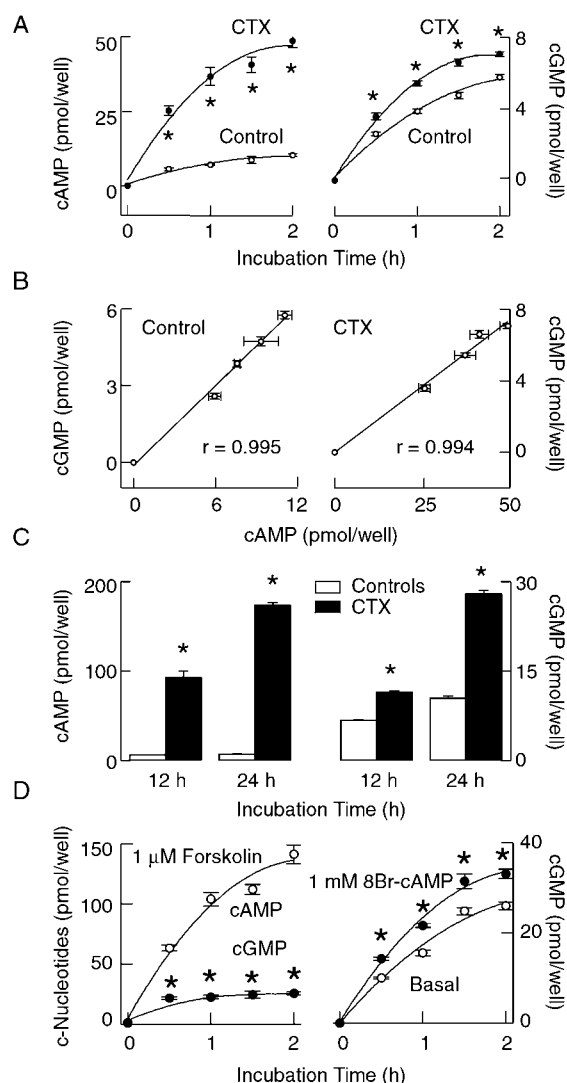 A
50
25
0
cAMP (pmol/well)
CTX
*
*
*
*
Control
0
1
2
CTX
*
*
*
*
Control
8
4
0
cGMP (pmol/well)
0
1
2
Incubation Time (h)
B
6
3
0
cGMP (pmol/well)
Control
r = 0.995
0
6
12
CTX
r = 0.994
8
4
0
cGMP (pmol/well)
0
25
50
cAMP (pmol/well)
C
200
100
0
cAMP (pmol/well)
*
*
Controls
CTX
*
*
30
15
0
cGMP (pmol/well)
12 h
24 h
12 h
24 h
Incubation Time (h)
D
150
100
50
0
c-Nucleotides (pmol/well)
1 µM Forskolin
cAMP
cGMP
*
*
*
*
0
1
2
1 mM 8Br-cAMP
*
*
*
*
Basal
40
20
0
cGMP (pmol/well)
0
1
2
Incubation Time (h)